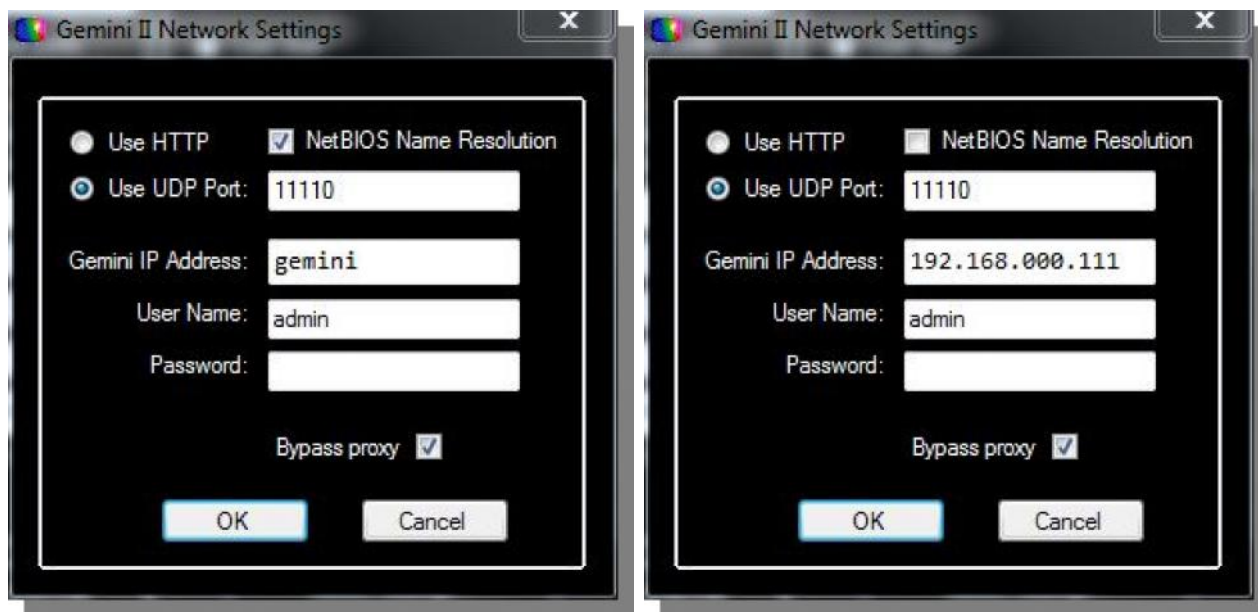 Gemini II Network Settings
X
Use HTTP
NetBIOS Name Resolution
Use UDP Port:
11110
Gemini IP Address:
gemini
User Name:
admin
Password:
Bypass proxy
OK
Cancel
Gemini II Network Settings
X
Use HTTP
NetBIOS Name Resolution
Use UDP Port:
11110
Gemini IP Address:
192.168.000.111
User Name:
admin
Password:
Bypass proxy
OK
Cancel